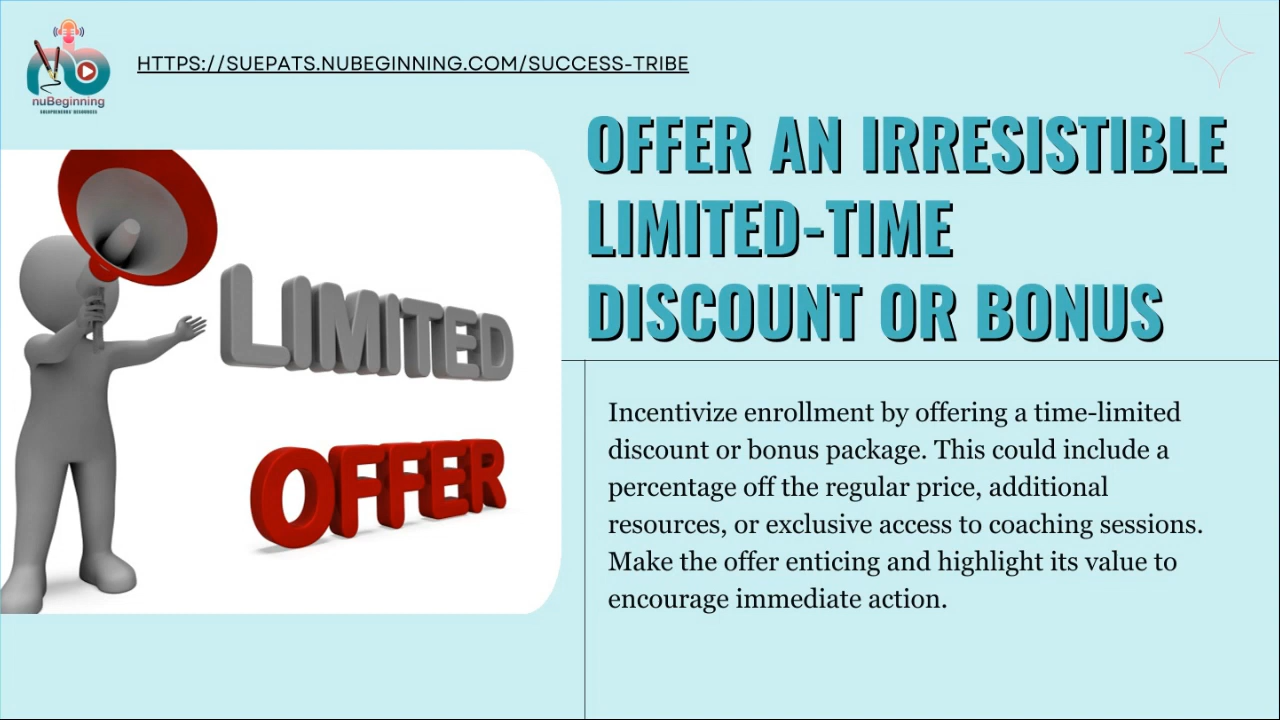 HTTPS://SUEPATS.NUBEGINNING.COM/SUCCESS-TRIBE
nuBeginning
SOLOPRENEURS' RESOURCES
OFFER AN IRRESISTIBLE
LIMITED-TIME
DISCOUNT OR BONUS
LIMITED
OFFER
Incentivize enrollment by offering a time-limited
discount or bonus package. This could include a
percentage off the regular price, additional
resources, or exclusive access to coaching sessions.
Make the offer enticing and highlight its value to
encourage immediate action.